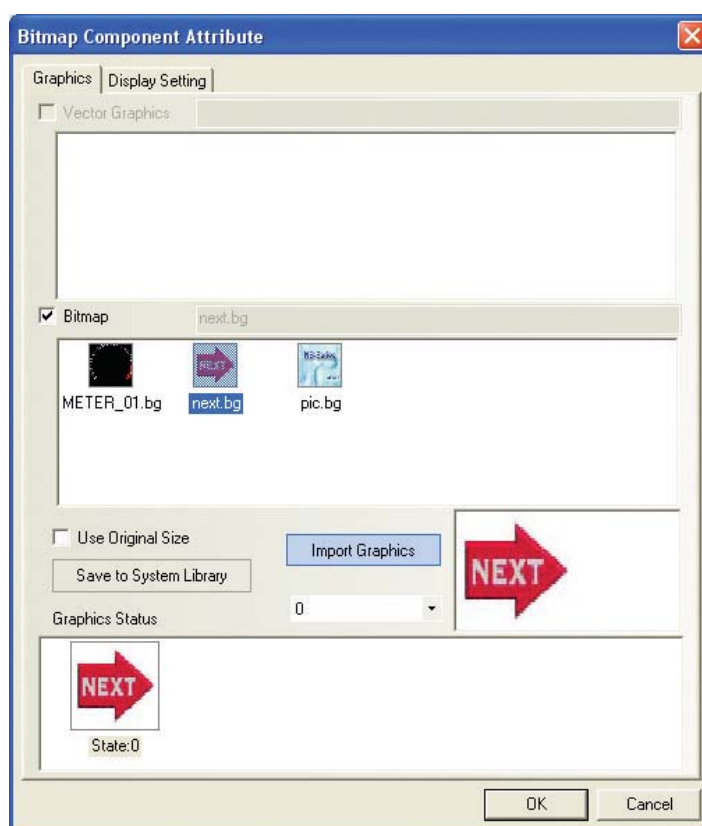 Bitmap Component Attribute
Graphics Display Setting
Vector Graphics
Bitmap next.bg
NEXT
METER_01.bg next.bg pic.bg
Use Original Size
Import Graphics
Save to System Library
NEXT
0
Graphics Status
NEXT
State:0
OK Cancel